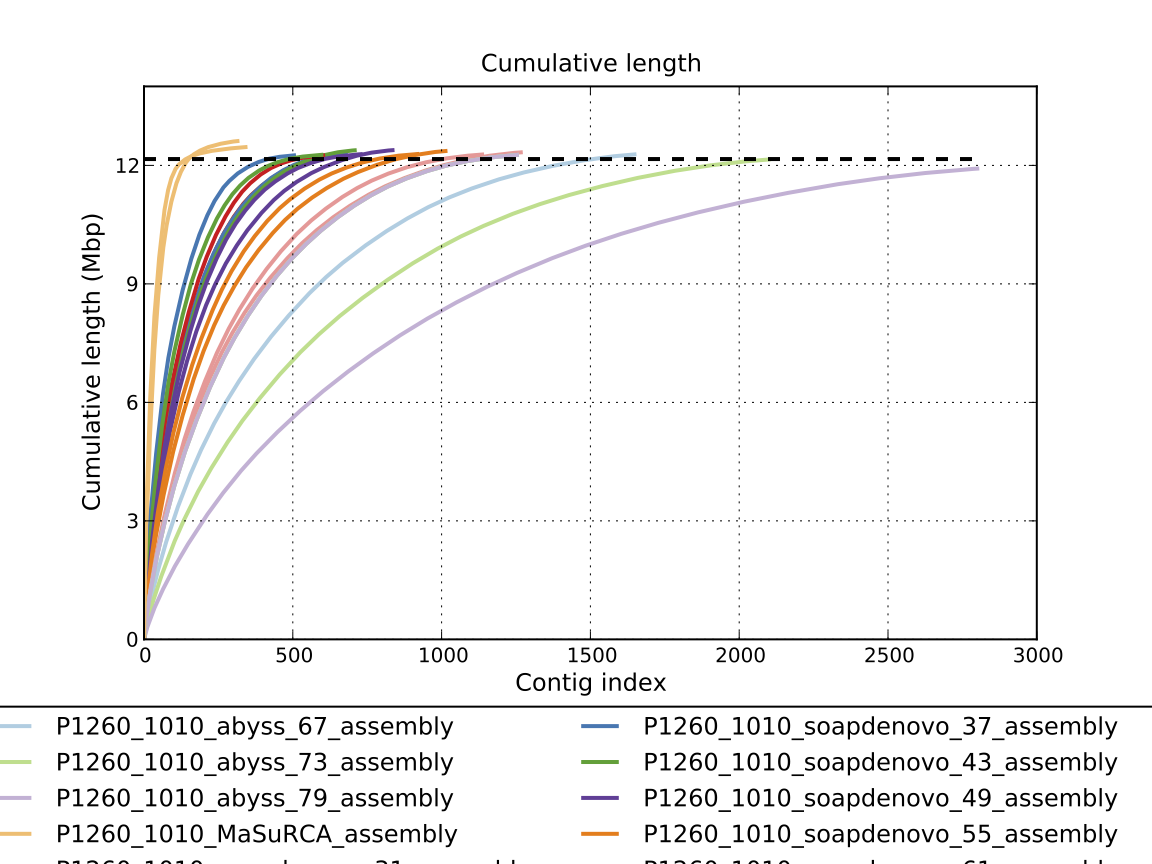 Cumulative length
Cumulative length (Mbp)
12
9
6
3
0
0 500 1000 1500 2000 2500 3000
Contig index
P1260_1010_abyss_67_assembly P1260_1010_soapdenovo_37_assembly
P1260_1010_abyss_73_assembly P1260_1010_soapdenovo_43_assembly
P1260_1010_abyss_79_assembly P1260_1010_soapdenovo_49_assembly
P1260_1010_MaSuRCA_assembly P1260_1010_soapdenovo_55_assembly